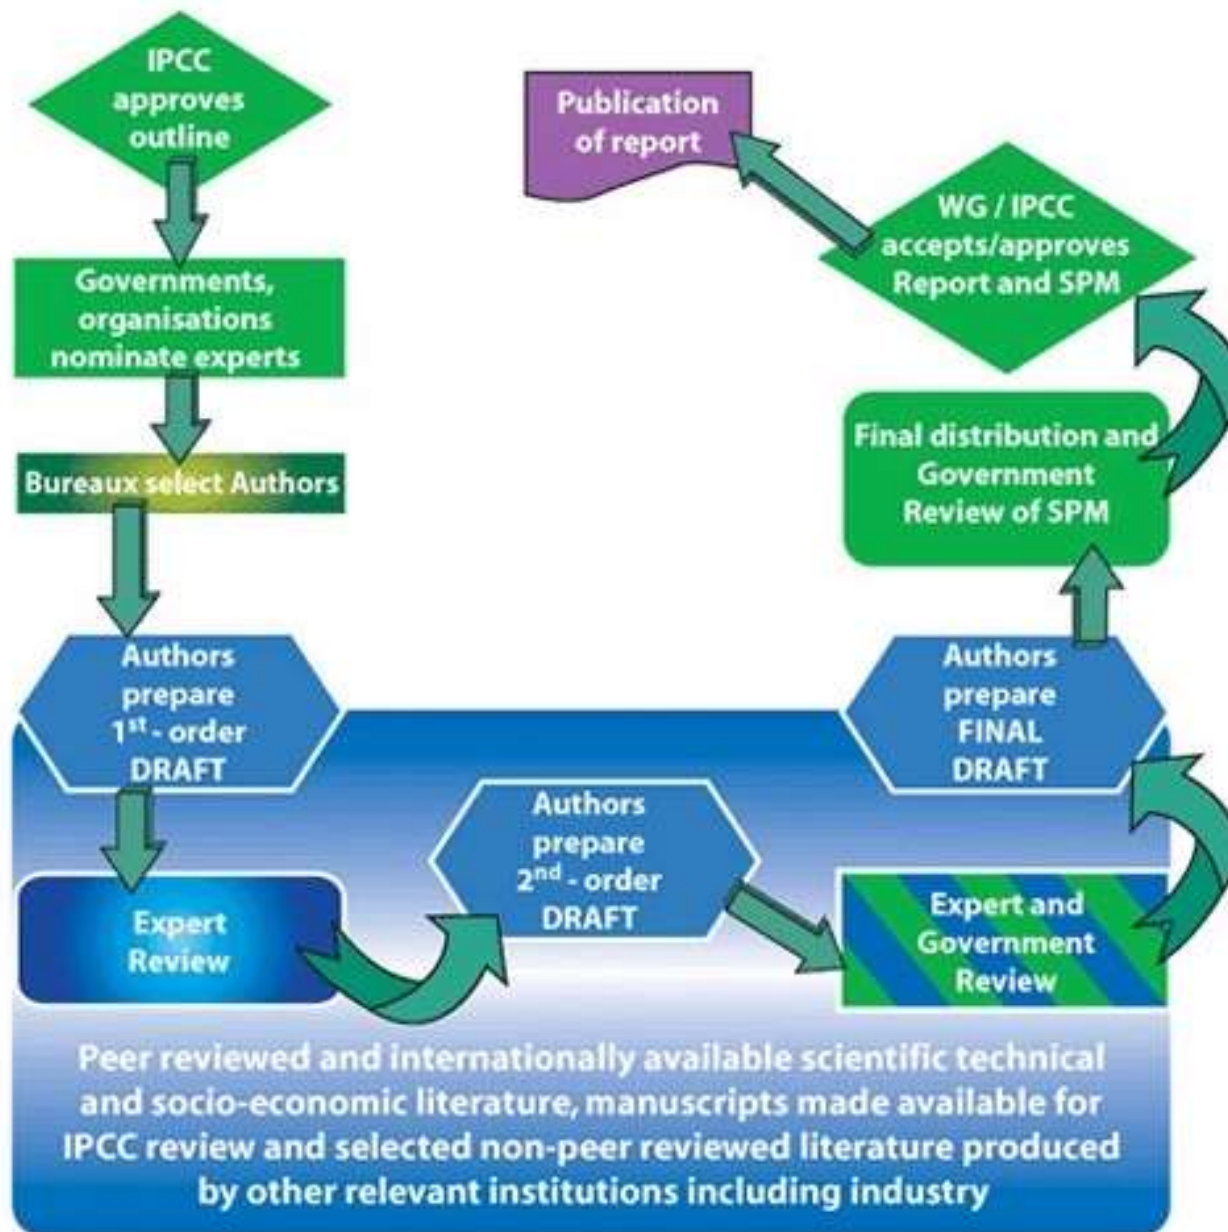 IPCC
approves
outline
Governments,
organisations
nominate experts
Bureaux select Authors
Authors
prepare
1st - order
DRAFT
Expert
Review
Authors
prepare
2nd - order
DRAFT
Expert and
Government
Review
Authors
prepare
FINAL
DRAFT
Final distribution and
Government
Review of SPM
WG / IPCC
accepts/approves
Report and SPM
Publication
of report
Peer reviewed and internationally available scientific technical
and socio-economic literature, manuscripts made available for
IPCC review and selected non-peer reviewed literature produced
by other relevant institutions including industry